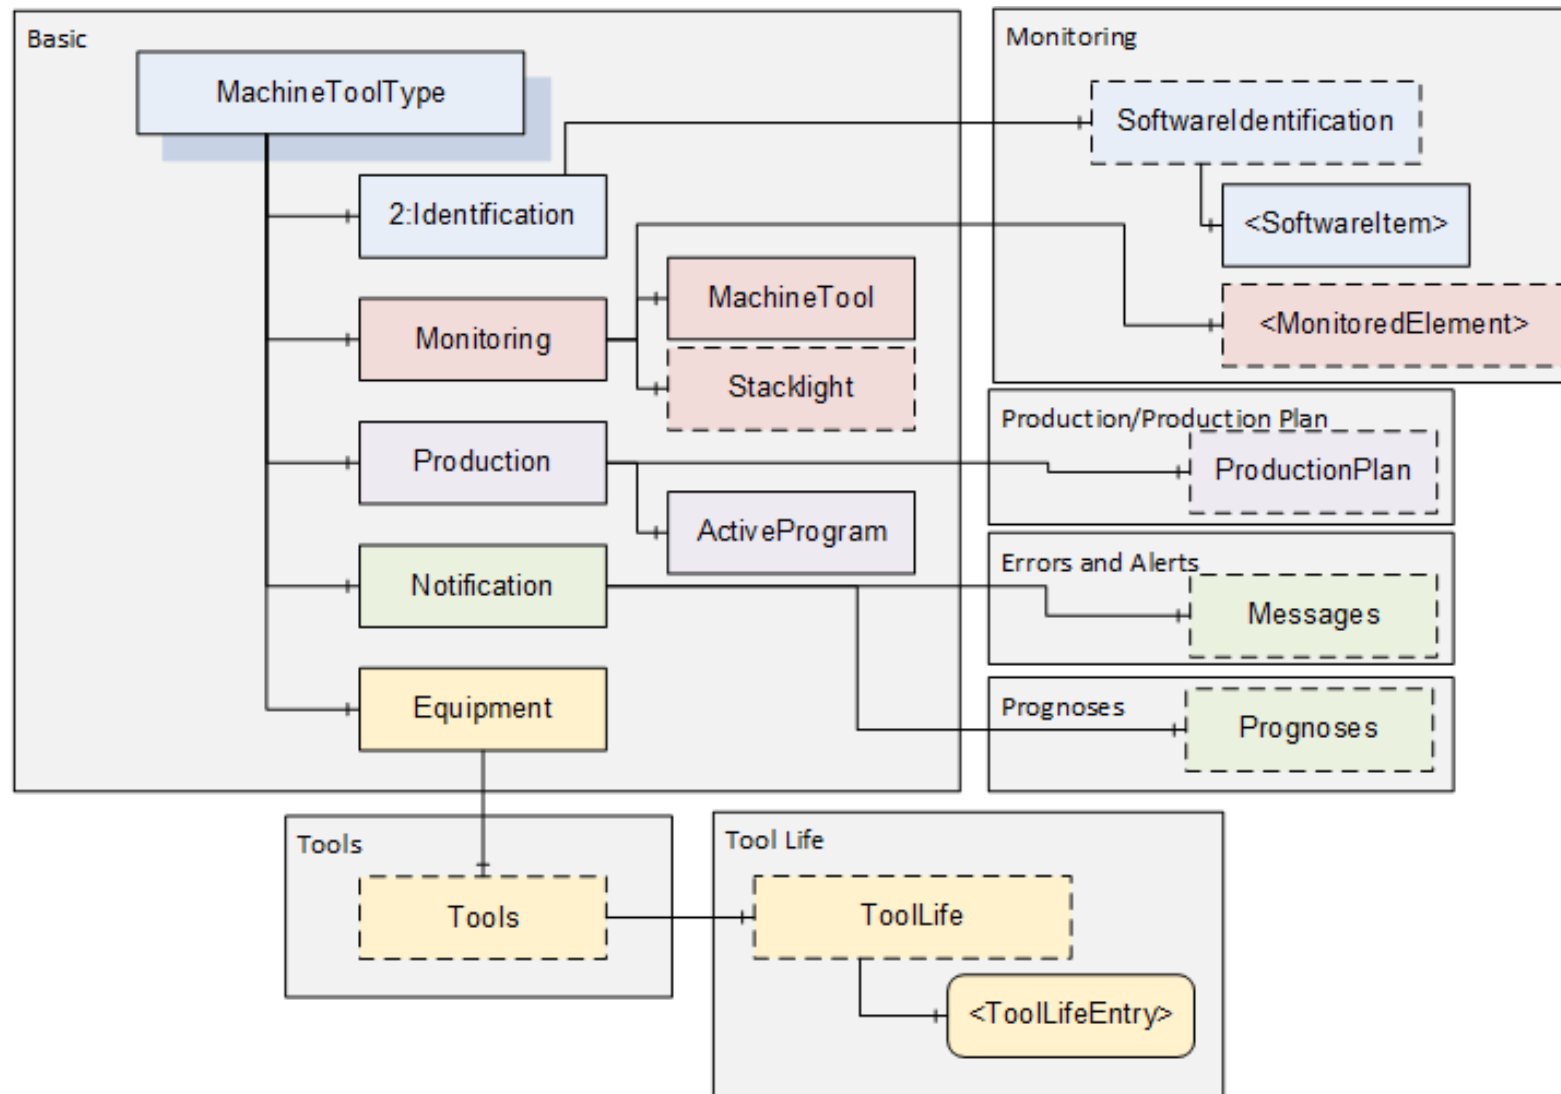 Basic
MachineToolType
2:Identification
Monitoring
MachineTool
Stacklight
Production
ActiveProgram
Notification
Equipment
Monitoring
SoftwareIdentification
<SoftwareItem>
<MonitoredElement>
Production/Production Plan
ProductionPlan
Errors and Alerts
Messages
Prognoses
Prognoses
Tools
Tools
Tool Life
ToolLife
<ToolLifeEntry>